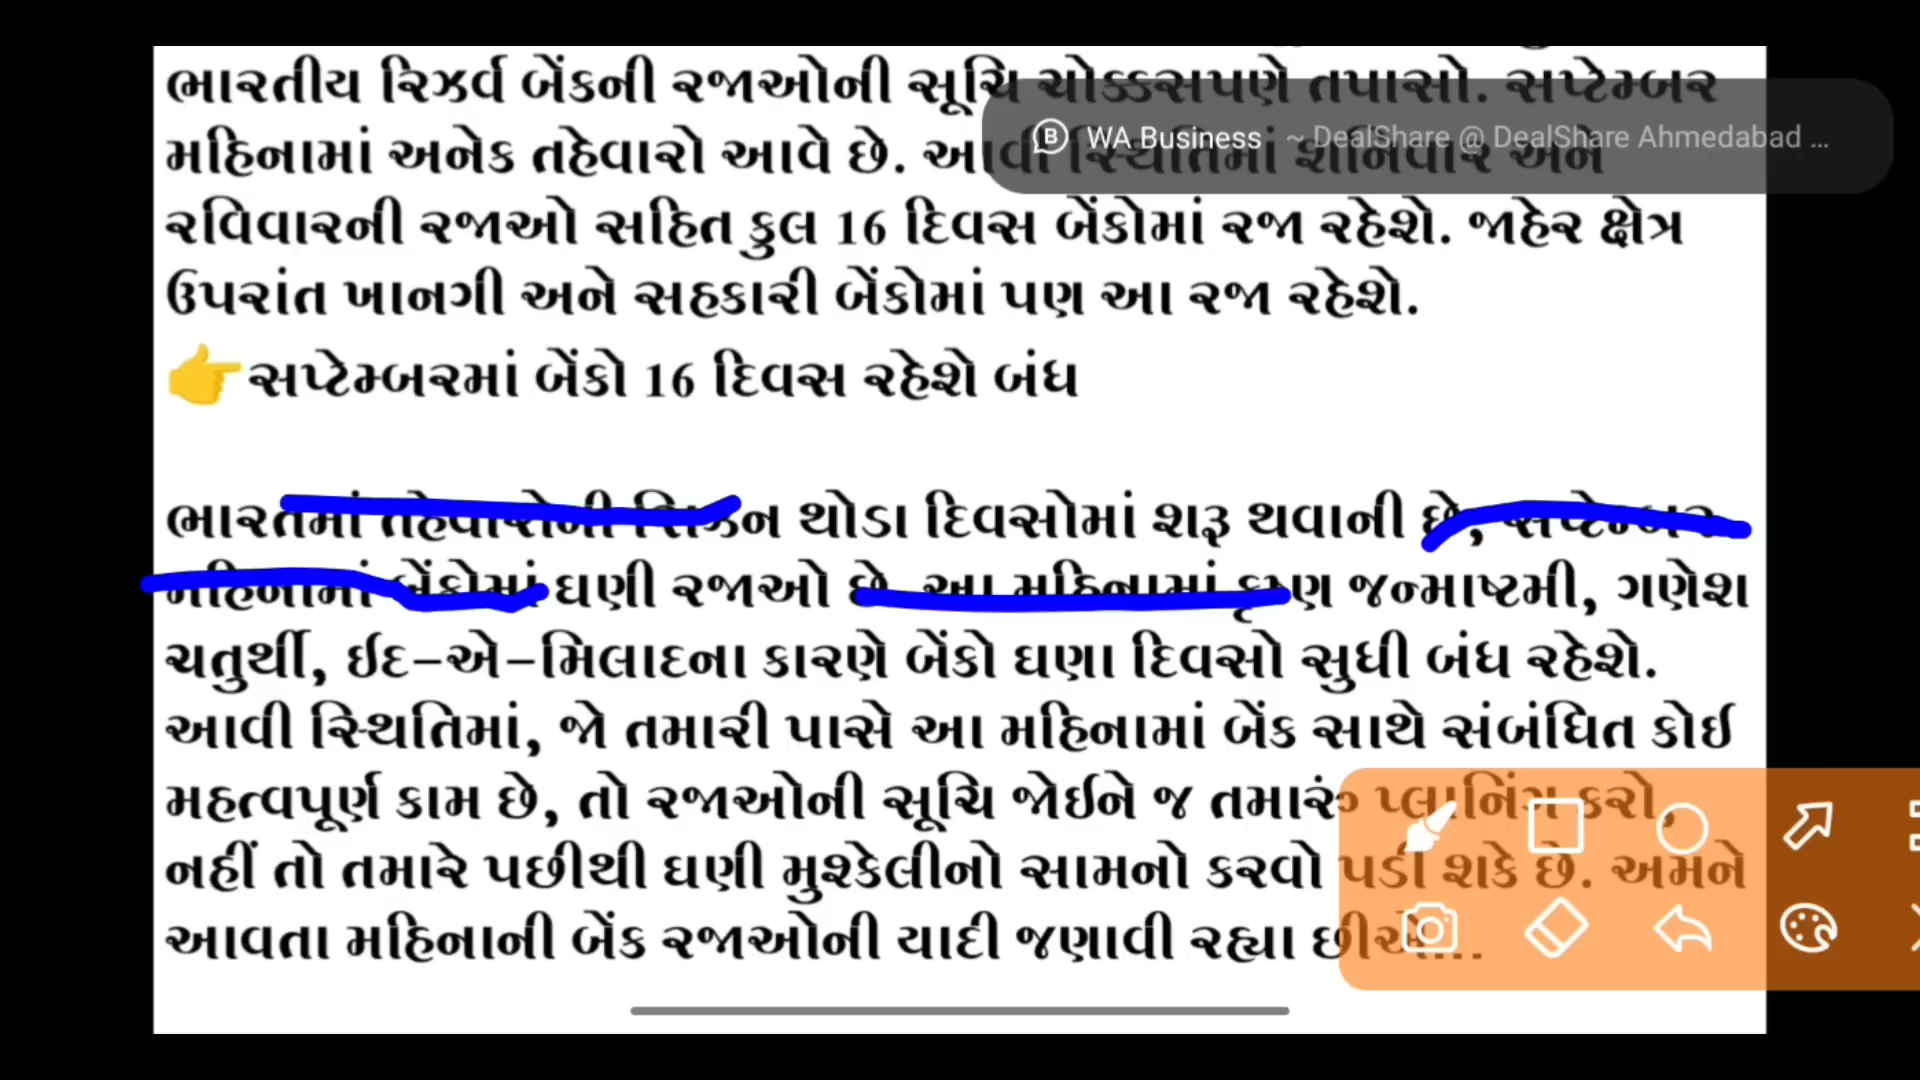 ભારતીય રિઝર્વ બેંકની રજાઓની સૂચિ ચોક્કસપણે તપાસો. સપ્ટેમ્બર
WA Business ~ DealShare @ DealShare Ahmedabad ...
મહિનામાં અનેક તહેવારો આવે છે. આવી સ્થિતિમાં શનિવાર અને
રવિવારની રજાઓ સહિત કુલ 16 દિવસ બેંકોમાં રજા રહેશે. જાહેર ક્ષેત્ર
ઉપરાંત ખાનગી અને સહકારી બેંકોમાં પણ આ રજા રહેશે.
👉સપ્ટેમ્બરમાં બેંકો 16 દિવસ રહેશે બંધ
ભારતમાં તહેવારોની સિઝન થોડા દિવસોમાં શરૂ થવાની છે, સપ્ટેમ્બર
મહિનામાં બેંકોમાં ઘણી રજાઓ છે. આ મહિનામાં કૃષ્ણ જન્માષ્ટમી, ગણેશ
ચતુર્થી, ઈદ-એ-મિલાદના કારણે બેંકો ઘણા દિવસો સુધી બંધ રહેશે.
આવી સ્થિતિમાં, જો તમારી પાસે આ મહિનામાં બેંક સાથે સંબંધિત કોઈ
મહત્વપૂર્ણ કામ છે, તો રજાઓની સૂચિ જોઈને જ તમારું પ્લાનિંગ કરો,
નહીં તો તમારે પછીથી ઘણી મુશ્કેલીનો સામનો કરવો પડી શકે છે. અમને
આવતા મહિનાની બેંક રજાઓની યાદી જણાવી રહ્યા છીએ...